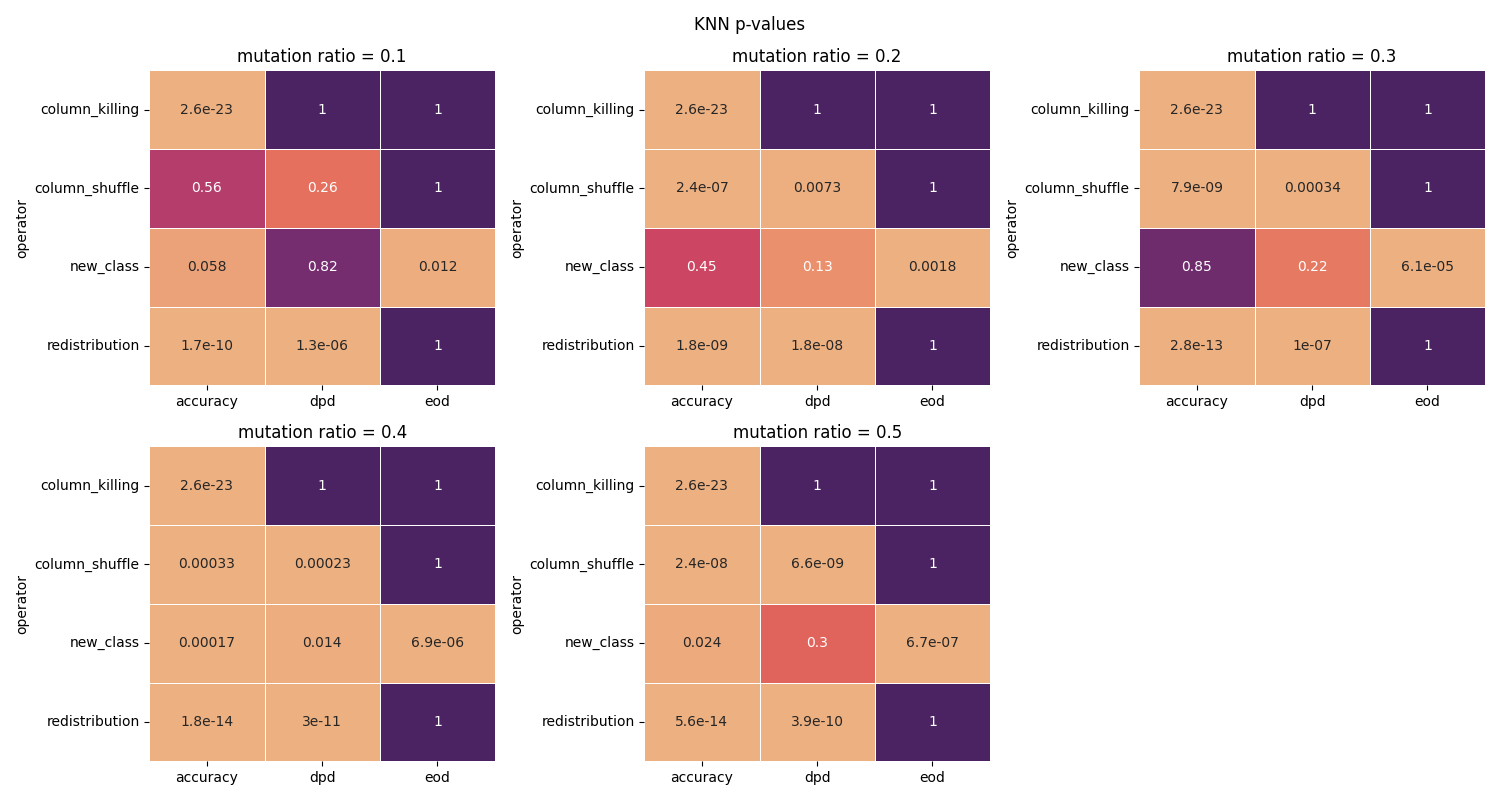 KNN p-values
mutation ratio = 0.1
operator
column_killing 2.6e-23 1 1
column_shuffle 0.56 0.26 1
new_class 0.058 0.82 0.012
redistribution 1.7e-10 1.3e-06 1
accuracy dpd eod
mutation ratio = 0.2
operator
column_killing 2.6e-23 1 1
column_shuffle 2.4e-07 0.0073 1
new_class 0.45 0.13 0.0018
redistribution 1.8e-09 1.8e-08 1
accuracy dpd eod
mutation ratio = 0.3
operator
column_killing 2.6e-23 1 1
column_shuffle 7.9e-09 0.00034 1
new_class 0.85 0.22 6.1e-05
redistribution 2.8e-13 1e-07 1
accuracy dpd eod
mutation ratio = 0.4
operator
column_killing 2.6e-23 1 1
column_shuffle 0.00033 0.00023 1
new_class 0.00017 0.014 6.9e-06
redistribution 1.8e-14 3e-11 1
accuracy dpd eod
mutation ratio = 0.5
operator
column_killing 2.6e-23 1 1
column_shuffle 2.4e-08 6.6e-09 1
new_class 0.024 0.3 6.7e-07
redistribution 5.6e-14 3.9e-10 1
accuracy dpd eod